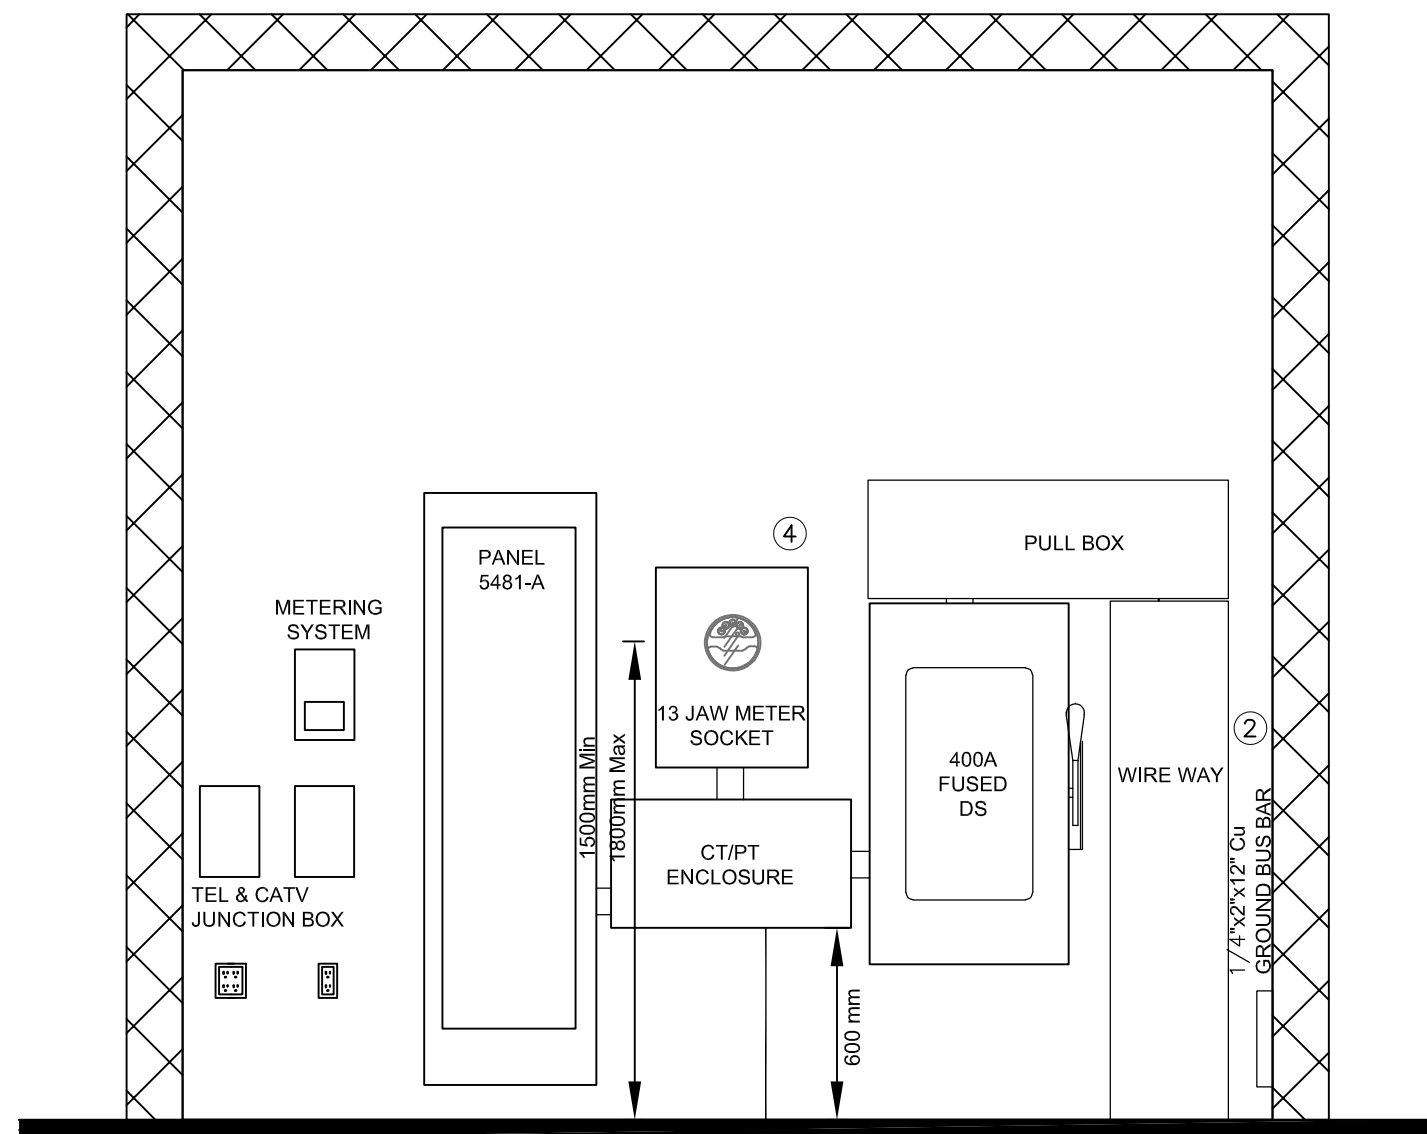 4
PULL BOX
PANEL
5481-A
METERING
SYSTEM
13 JAW METER
SOCKET
2
400A
FUSED
DS
WIRE WAY
1500mm Min
1800mm Max
CT/PT
ENCLOSURE
TEL & CATV
JUNCTION BOX
1/4"x2"x12" Cu
GROUND BUS BAR
600 mm